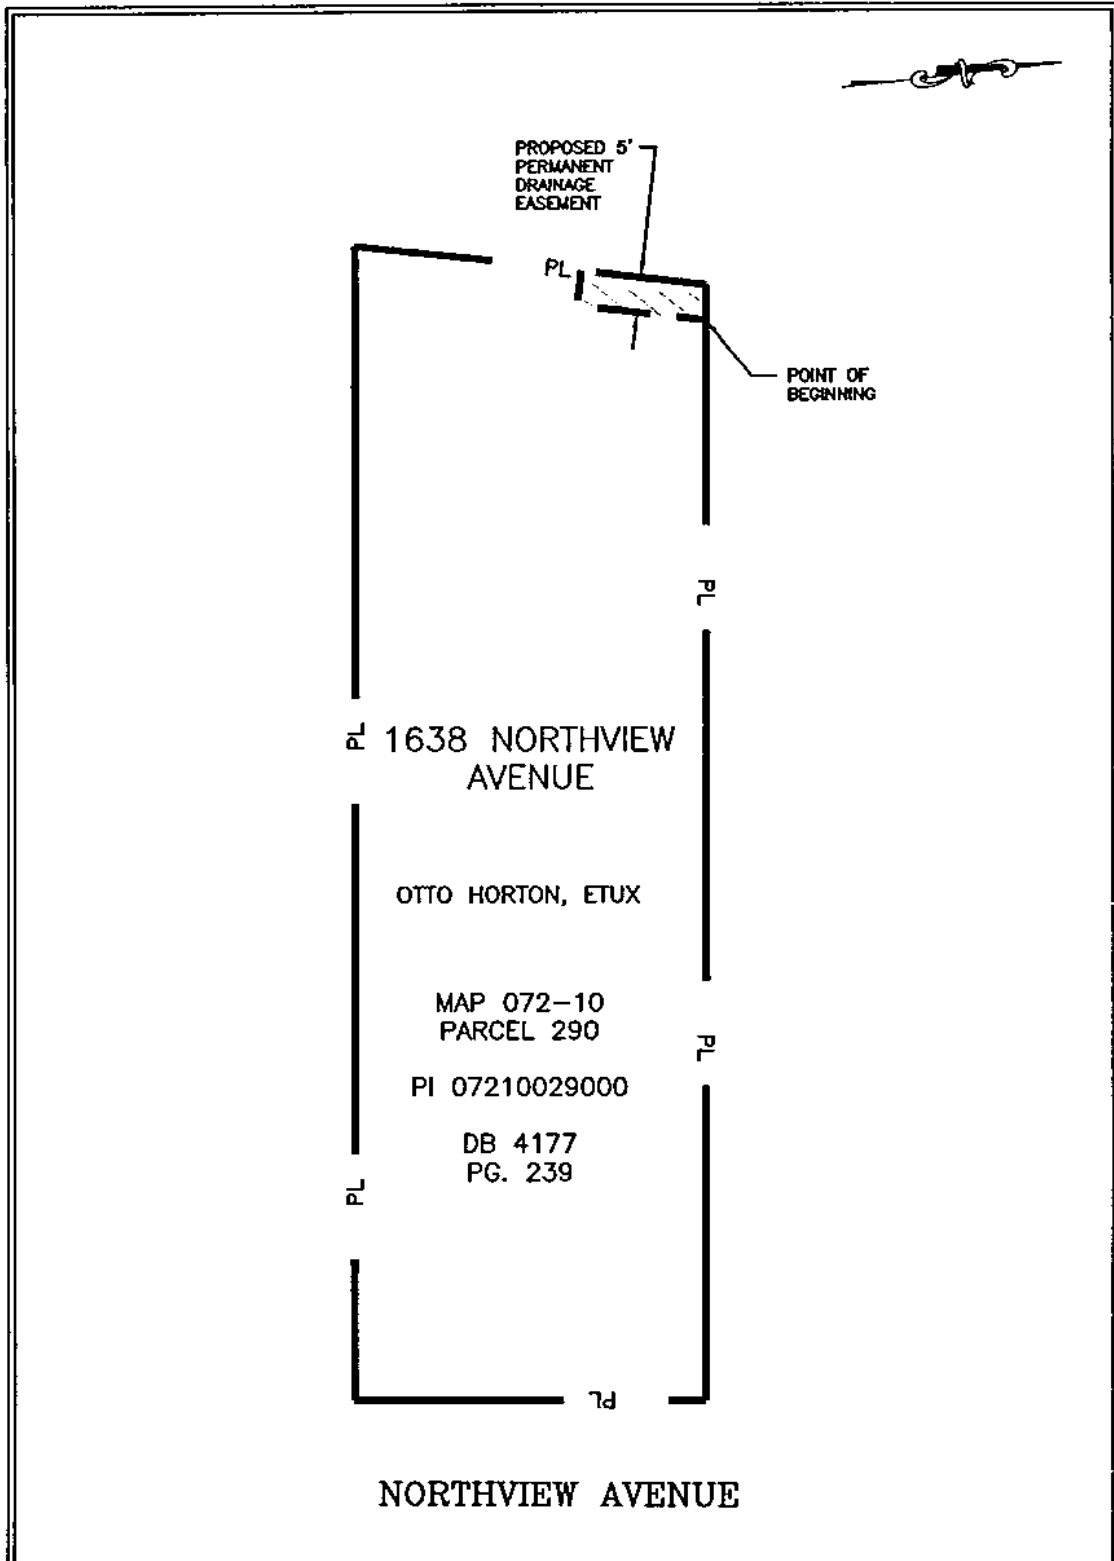 N
PROPOSED 5'
PERMANENT
DRAINAGE
EASEMENT
PL
POINT OF
BEGINNING
PL
PL
1638 NORTHVIEW
AVENUE
OTTO HORTON, ETUX
MAP 072-10
PARCEL 290
PL
PI 07210029000
DB 4177
PG. 239
PL
PL
NORTHVIEW AVENUE